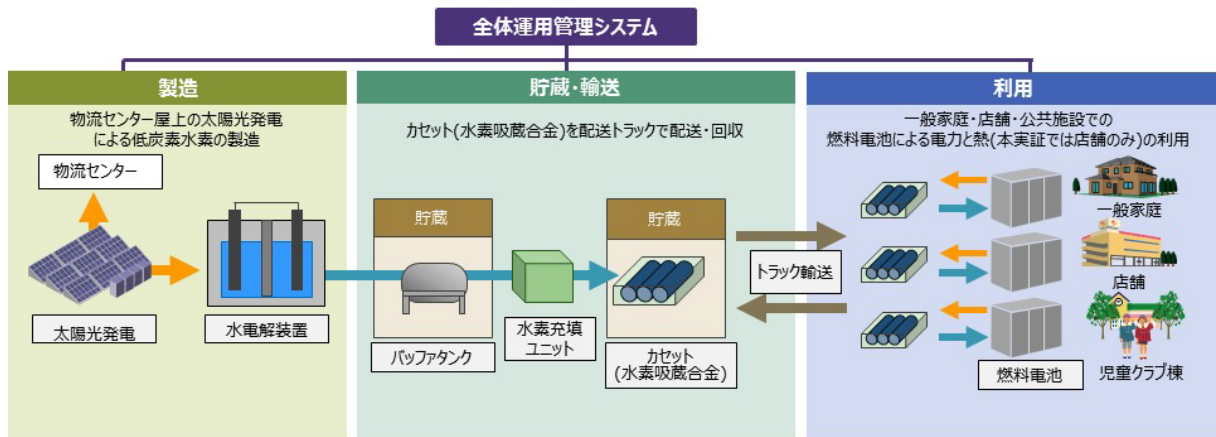 全体運用管理システム
製造
物流センター屋上の太陽光発電
による低炭素水素の製造
物流センター
太陽光発電
水電解装置
貯蔵・輸送
カセット(水素吸蔵合金)を配送トラックで配送・回収
貯蔵
バッファタンク
水素充填
ユニット
貯蔵
カセット
(水素吸蔵合金)
トラック輸送
利用
一般家庭・店舗・公共施設での
燃料電池による電力と熱(本実証では店舗のみ)の利用
一般家庭
店舗
児童クラブ棟
燃料電池